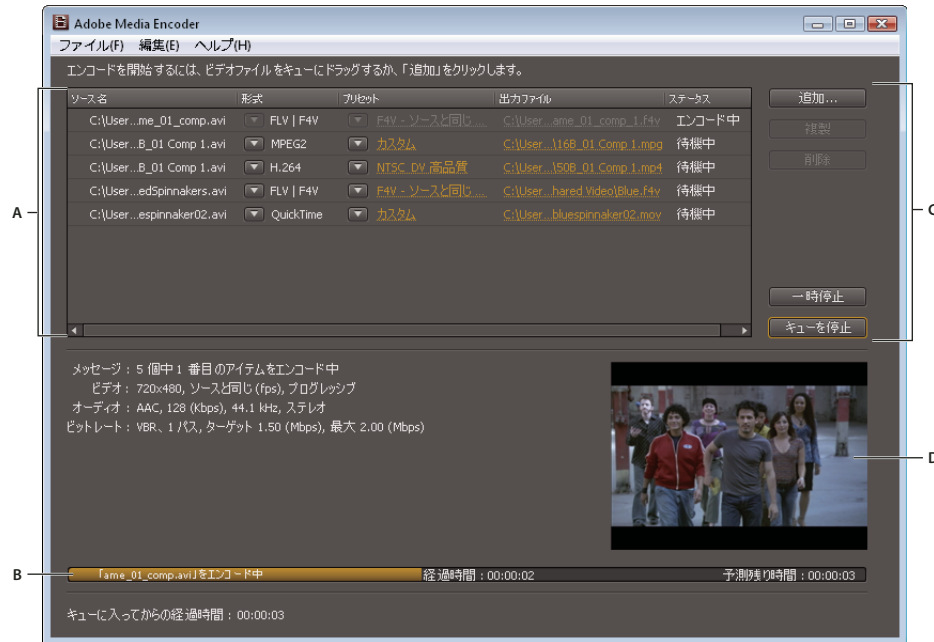 Adobe Media Encoder
ファイル(F) 編集(E) ヘルプ(H)
エンコードを開始するには、ビデオファイルをキューにドラッグするか、「追加」をクリックします。
ソース名 形式 プリセット 出力ファイル ステータス
C:\User...me_01_comp.avi FLV | F4V F4V - ソースと同じ ... C:\User...ame_01_comp_1.f4v エンコード中
C:\User...B_01 Comp 1.avi MPEG2 カスタム C:\User...\16B_01 Comp 1.mpg 待機中
C:\User...B_01 Comp 1.avi H.264 NTSC DV 高品質 C:\User...\50B_01 Comp 1.mp4 待機中
C:\User...edSpinnakers.avi FLV | F4V F4V - ソースと同じ ... C:\User...hared Video\Blue.f4v 待機中
C:\User...espinnaker02.avi QuickTime カスタム C:\User...bluespinnaker02.mov 待機中
追加...
複製
削除
一時停止
キューを停止
A
C
メッセージ : 5 個中 1 番目のアイテムをエンコード中
ビデオ : 720x480, ソースと同じ (fps), プログレッシブ
オーディオ : AAC, 128 (Kbps), 44.1 kHz, ステレオ
ビットレート : VBR、1 パス, ターゲット 1.50 (Mbps), 最大 2.00 (Mbps)
D
B
「ame_01_comp.avi」をエンコード中 経過時間 : 00:00:02 予測残り時間 : 00:00:03
キューに入ってからの経過時間 : 00:00:03